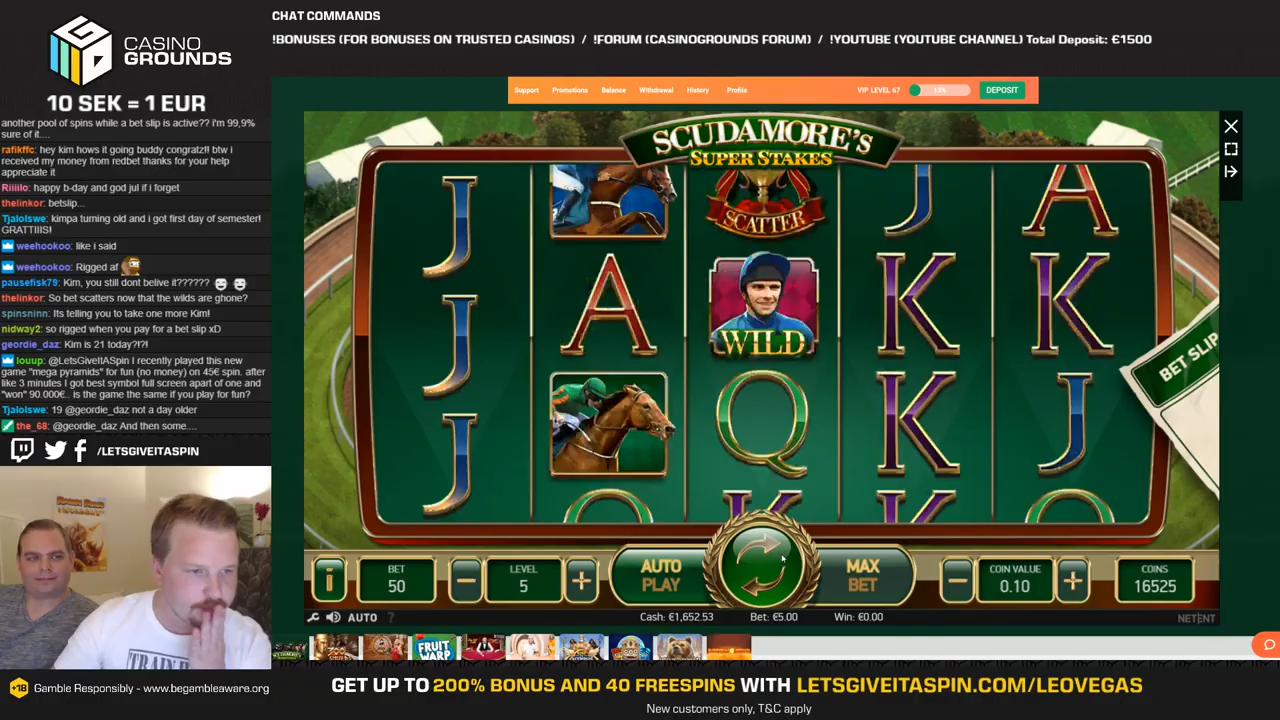 CHAT COMMANDS
!BONUSES (FOR BONUSES ON TRUSTED CASINOS) / !FORUM (CASINOGROUNDS FORUM) / !YOUTUBE (YOUTUBE CHANNEL) Total Deposit: €1500
CASINO
GROUNDS
10 SEK = 1 EUR
another pool of spins while a bet slip is active?? i'm 99,9%
sure of it....
rafikffc: hey kim hows it going buddy congratz!! btw i
received my money from redbet thanks for your help
appreciate it
Riiiilo: happy b-day and god jul if i forget
thelinkor: betslip...
Tjalolswe: kimpa turning old and i got first day of semester!
GRATTIIIS!
weehookoo: like i said
weehookoo: Rigged af
pausefisk79: Kim, you still dont belive it??????
thelinkor: So bet scatters now that the wilds are ghone?
spinsninn: Its telling you to take one more Kim!
nidway2: so rigged when you pay for a bet slip xD
geordie_daz: Kim is 21 today?!?!
louup: @LetsGiveItASpin I recently played this new
game "mega pyramids" for fun (no money) on 45€ spin. after
like 3 minutes I got best symbol full screen apart of one and
"won" 90.000€.. is the game the same if you play for fun?
Tjalolswe: 19 @geordie_daz not a day older
the_68: @geordie_daz And then some....
/LETSGIVEITASPIN
Support Promotions Balance Withdrawal History Profile VIP LEVEL 67 13% DEPOSIT
SCUDAMORE'S
SUPER STAKES
J SCATTER J A
J A WILD K K
J Q K J
Q K K Q
BET SLIP
BET
50
LEVEL
5
AUTO
PLAY
MAX
BET
COIN VALUE
0.10
COINS
16525
AUTO ? Cash: €1,652.53 Bet: €5.00 Win: €0.00 NETENT
FRUIT
WARP
TRAIN
+18 Gamble Responsibly - www.begambleaware.org
GET UP TO 200% BONUS AND 40 FREESPINS WITH LETSGIVEITASPIN.COM/LEOVEGAS
New customers only, T&C apply